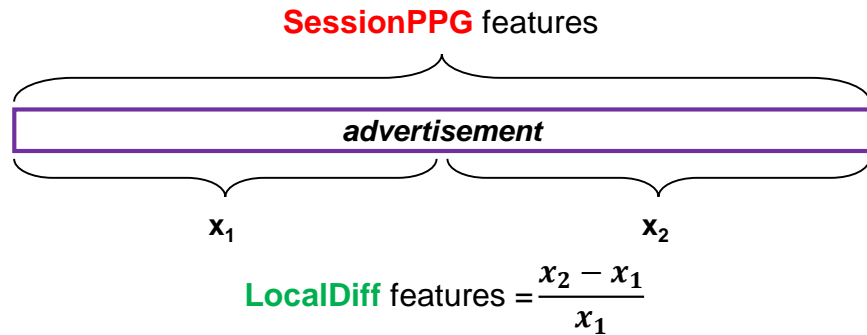 SessionPPG features
advertisement
x₁ x₂
LocalDiff features = (x₂ − x₁) / x₁